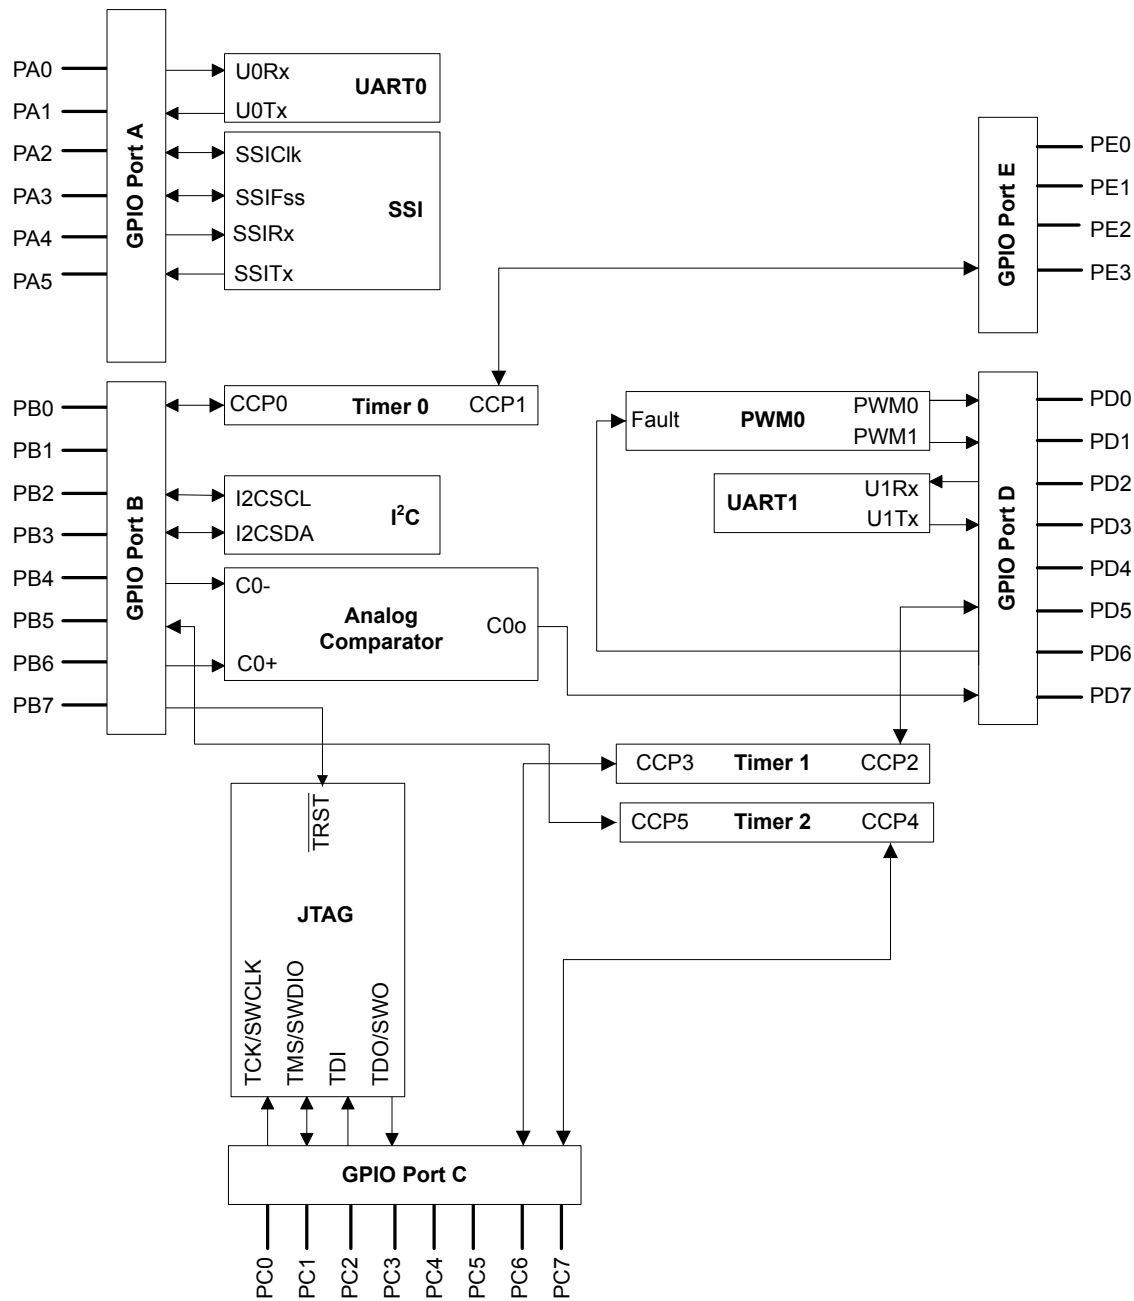 PA0
PA1
PA2
PA3
PA4
PA5
GPIO Port A
U0Rx
U0Tx
UART0
SSIClk
SSIFss
SSIRx
SSITx
SSI
GPIO Port E
PE0
PE1
PE2
PE3
PB0
PB1
PB2
PB3
PB4
PB5
PB6
PB7
GPIO Port B
CCP0
Timer 0
CCP1
I2CSCL
I2CSDA
I²C
C0-
C0+
Analog
Comparator
C0o
Fault
PWM0
PWM0
PWM1
UART1
U1Rx
U1Tx
GPIO Port D
PD0
PD1
PD2
PD3
PD4
PD5
PD6
PD7
CCP3
Timer 1
CCP2
CCP5
Timer 2
CCP4
TRST
JTAG
TCK/SWCLK
TMS/SWDIO
TDI
TDO/SWO
GPIO Port C
PC0
PC1
PC2
PC3
PC4
PC5
PC6
PC7